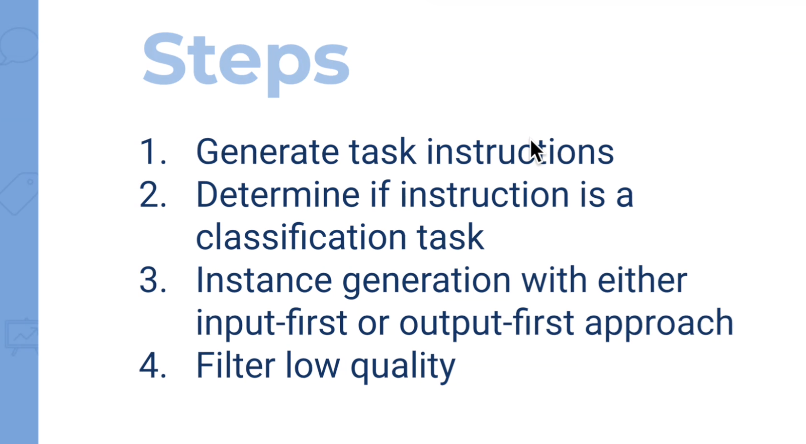 Steps
1. Generate task instructions
2. Determine if instruction is a
classification task
3. Instance generation with either
input-first or output-first approach
4. Filter low quality